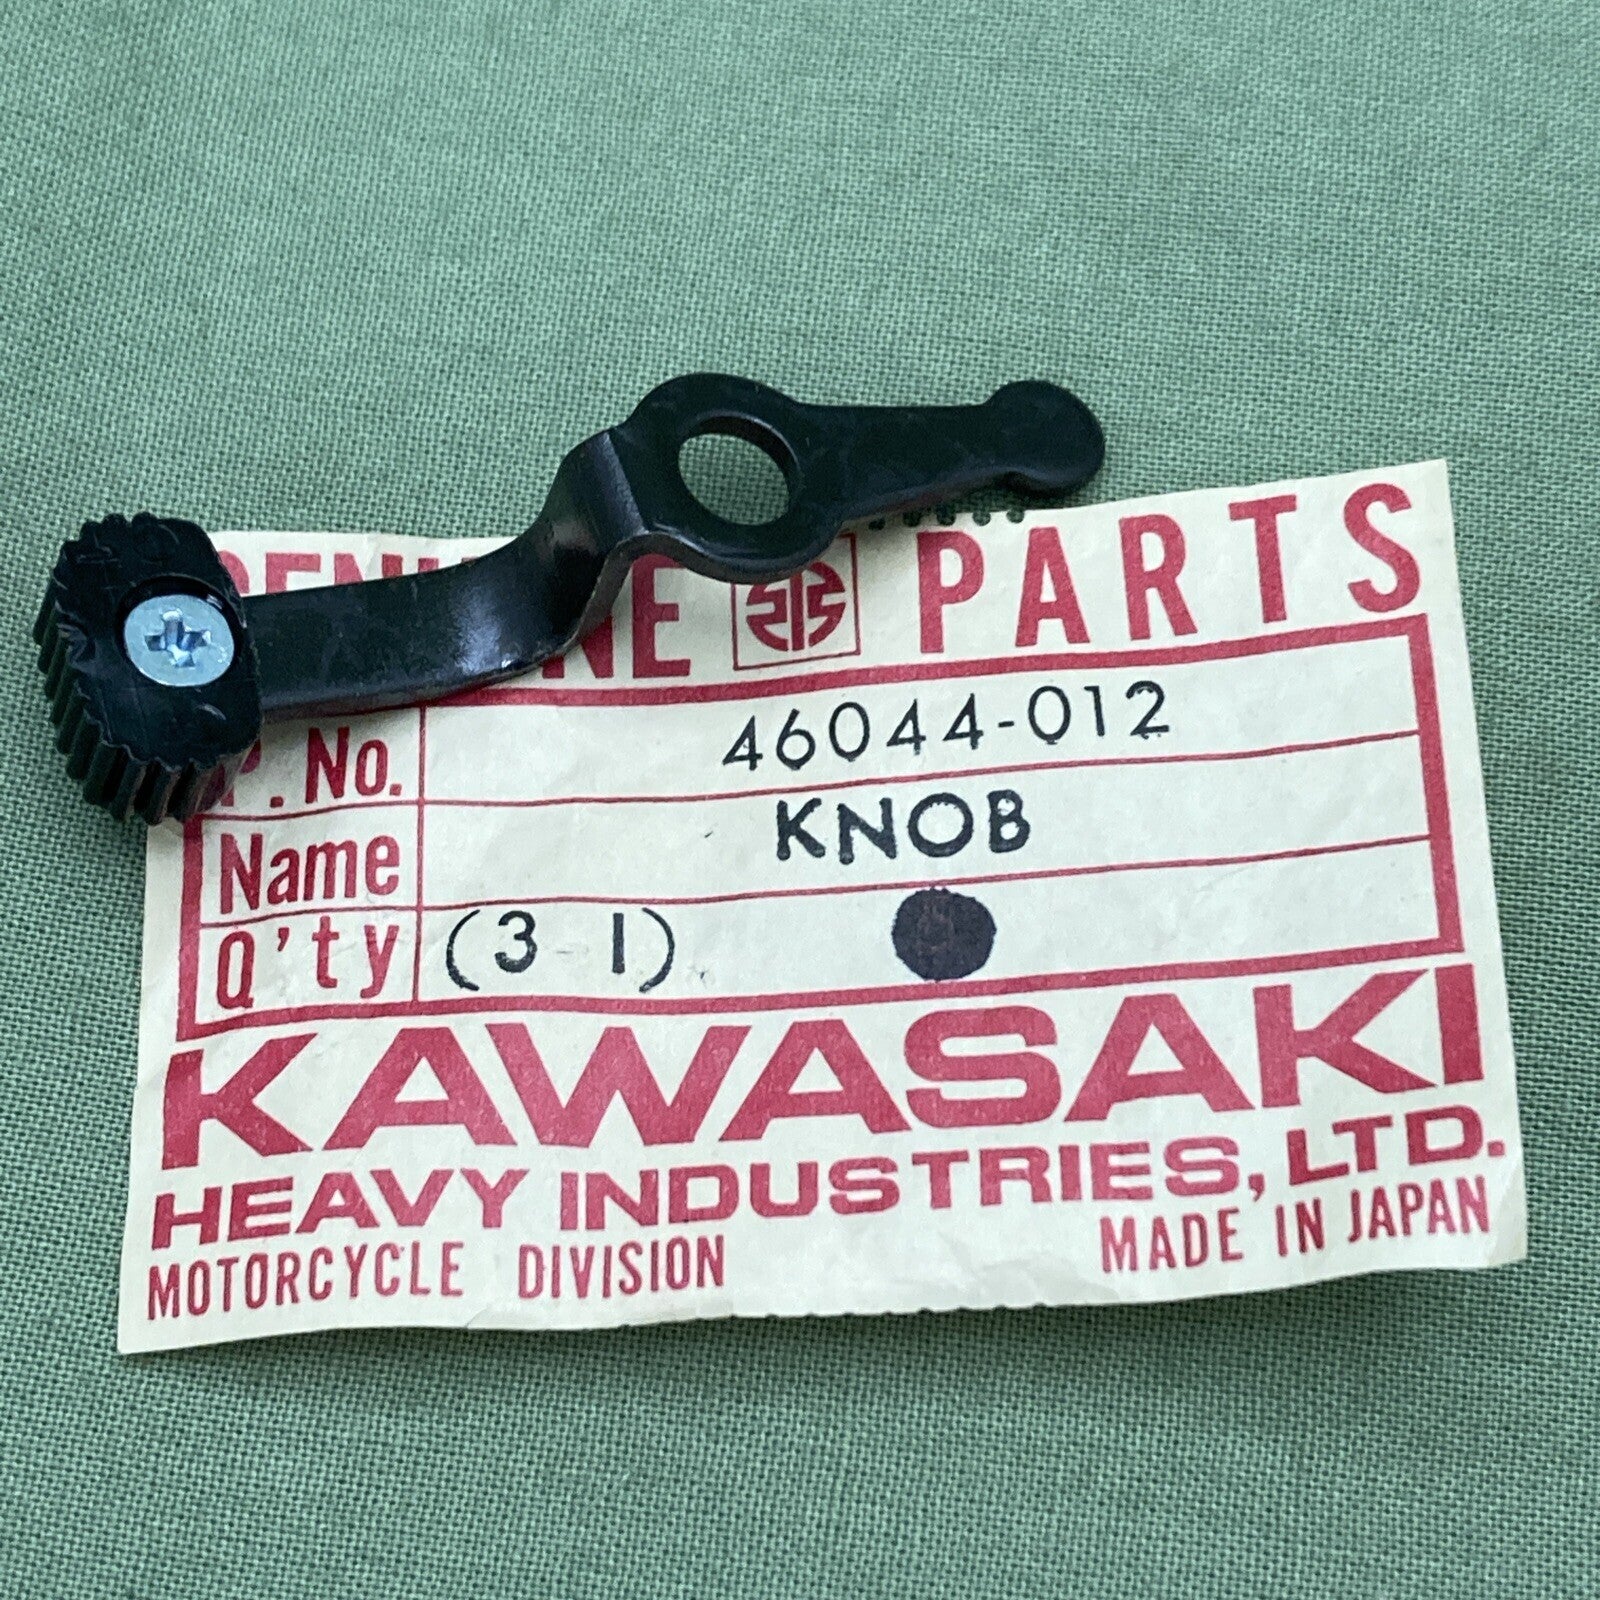 PARTS
P. No. 46044-012
Name KNOB
Q'ty (3 1)
KAWASAKI
HEAVY INDUSTRIES, LTD.
MOTORCYCLE DIVISION MADE IN JAPAN